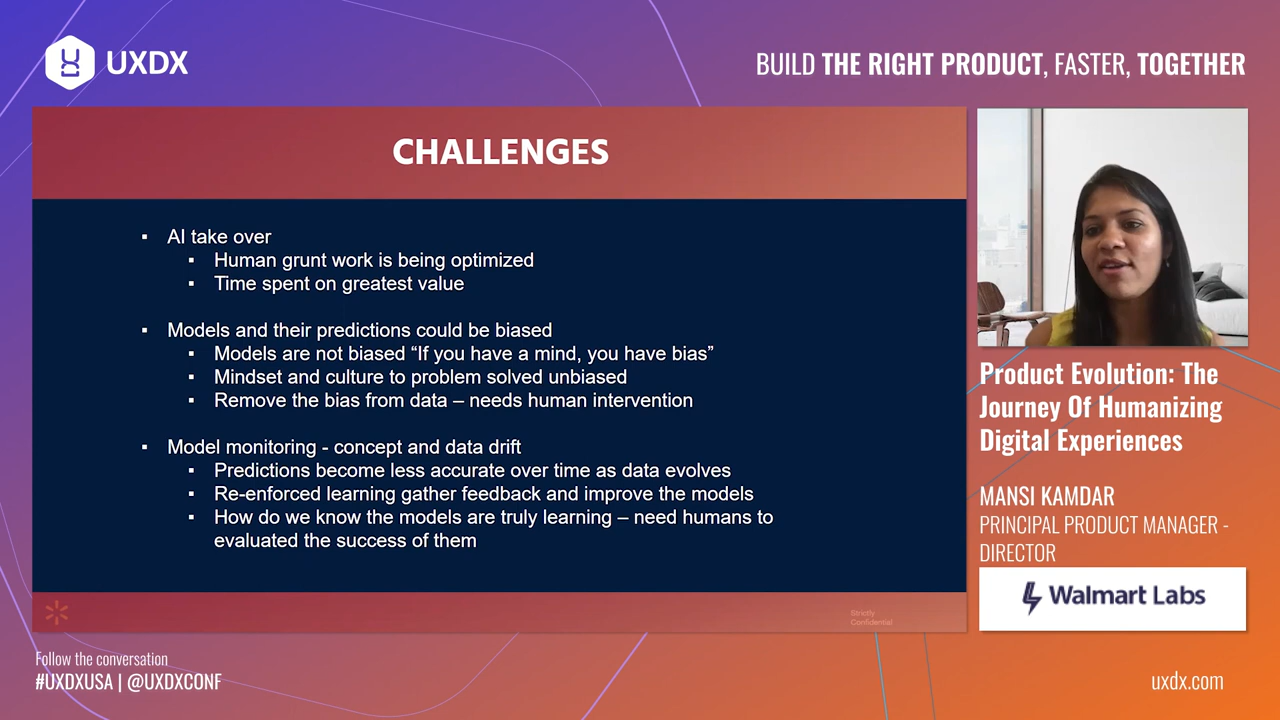 UXDX
BUILD THE RIGHT PRODUCT, FASTER, TOGETHER
CHALLENGES
▪ AI take over
▪ Human grunt work is being optimized
▪ Time spent on greatest value
▪ Models and their predictions could be biased
▪ Models are not biased “If you have a mind, you have bias”
▪ Mindset and culture to problem solved unbiased
▪ Remove the bias from data – needs human intervention
▪ Model monitoring - concept and data drift
▪ Predictions become less accurate over time as data evolves
▪ Re-enforced learning gather feedback and improve the models
▪ How do we know the models are truly learning – need humans to
evaluated the success of them
Strictly
Confidential
Product Evolution: The
Journey Of Humanizing
Digital Experiences
MANSI KAMDAR
PRINCIPAL PRODUCT MANAGER -
DIRECTOR
Walmart Labs
Follow the conversation
#UXDXUSA | @UXDXCONF
uxdx.com